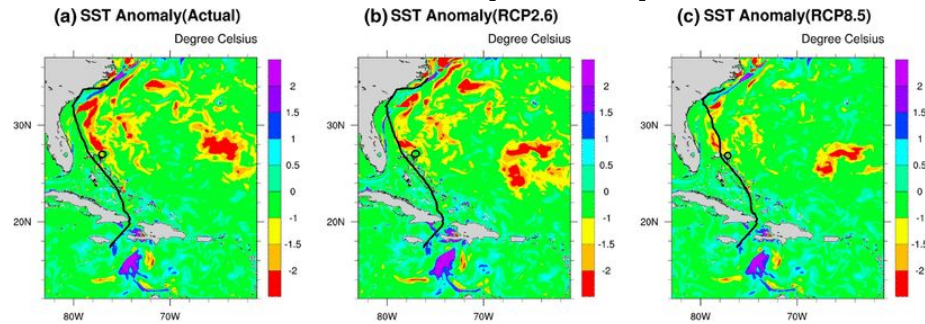 (a) SST Anomaly(Actual)
Degree Celsius
30N
20N
80W 70W
2
1.5
1
0.5
0
-1
-1.5
-2
(b) SST Anomaly(RCP2.6)
Degree Celsius
30N
20N
80W 70W
2
1.5
1
0.5
0
-1
-1.5
-2
(c) SST Anomaly(RCP8.5)
Degree Celsius
30N
20N
80W 70W
2
1.5
1
0.5
0
-1
-1.5
-2